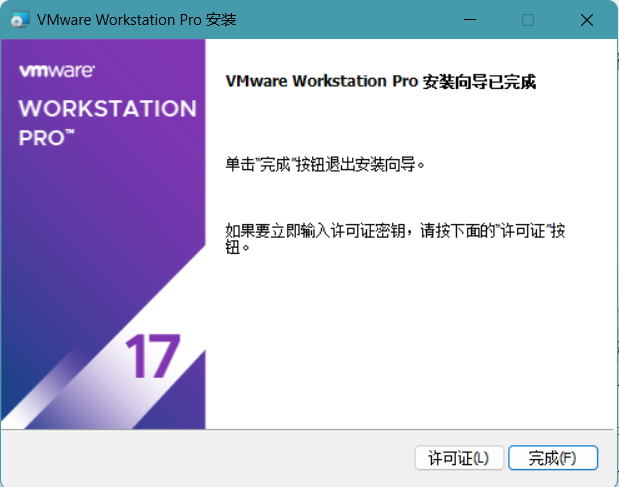 VMware Workstation Pro 安装
vmware
WORKSTATION
PRO™
17
VMware Workstation Pro 安装向导已完成
单击"完成"按钮退出安装向导。
如果要立即输入许可证密钥，请按下面的"许可证"按
钮。
许可证(L)
完成(F)